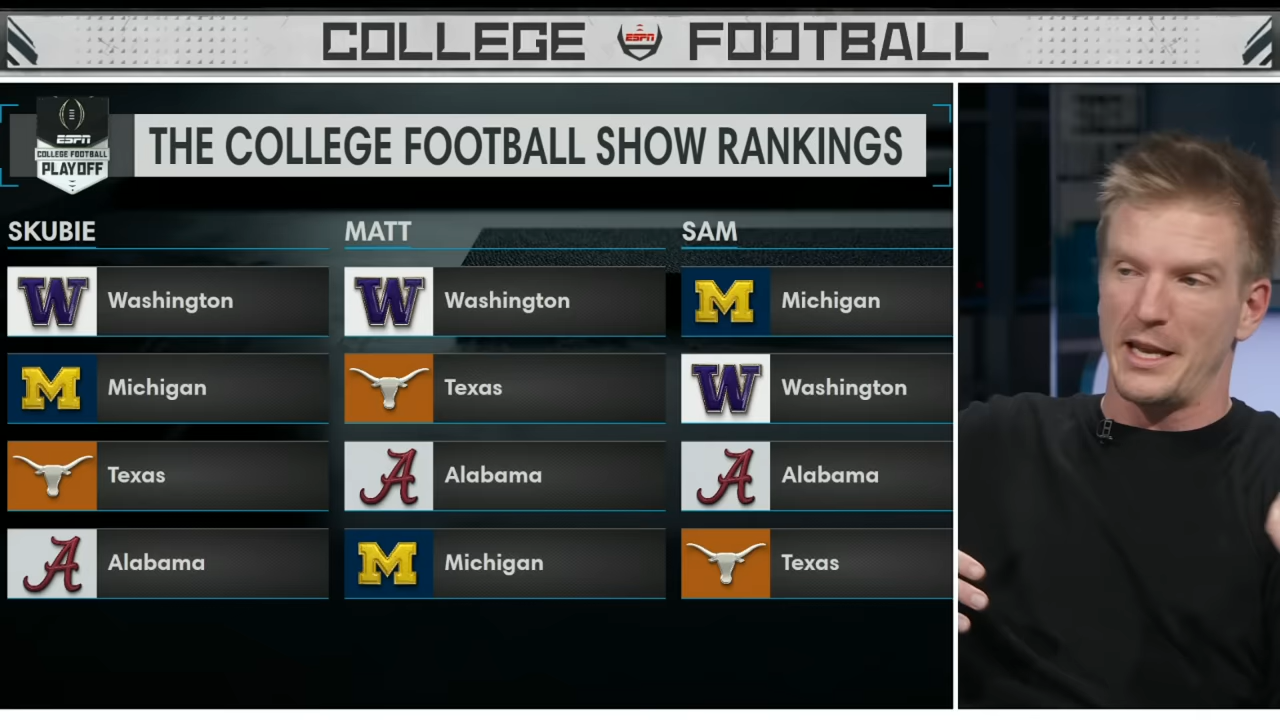 COLLEGE ESPN FOOTBALL
ESPN
COLLEGE FOOTBALL
PLAYOFF
THE COLLEGE FOOTBALL SHOW RANKINGS
SKUBIE
W Washington
M Michigan
Texas
A Alabama
MATT
W Washington
Texas
A Alabama
M Michigan
SAM
M Michigan
W Washington
A Alabama
Texas